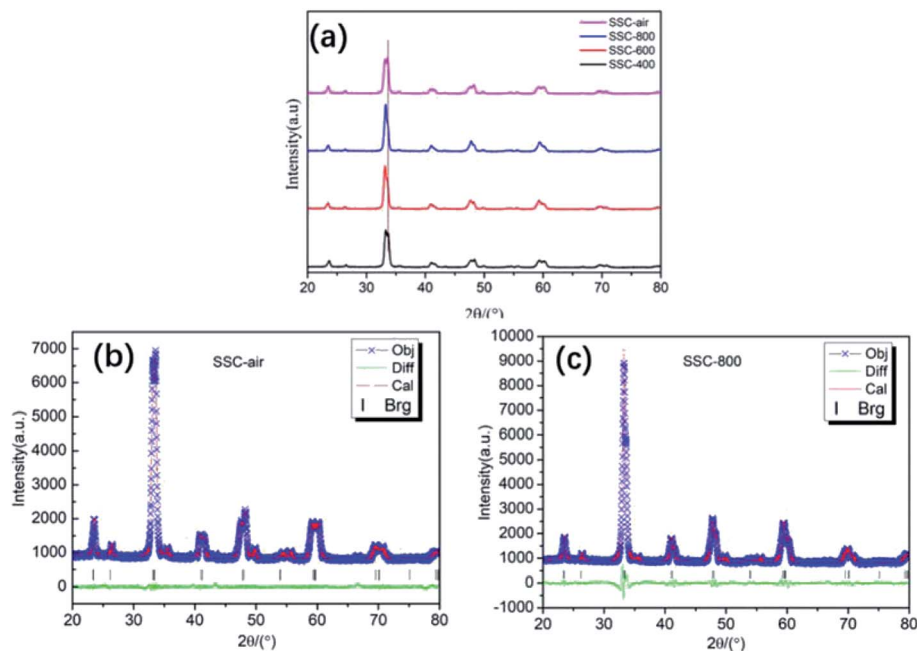 (a)
SSC-air
SSC-800
SSC-600
SSC-400
Intensity(a.u)
20 30 40 50 60 70 80
2θ/(°)
(b)
SSC-air
Obj
Diff
Cal
Brg
7000
6000
5000
4000
3000
2000
1000
0
Intensity(a.u.)
20 30 40 50 60 70 80
2θ/(°)
(c)
SSC-800
Obj
Diff
Cal
Brg
10000
9000
8000
7000
6000
5000
4000
3000
2000
1000
0
-1000
Intensity(a.u.)
20 30 40 50 60 70 80
2θ/(°)